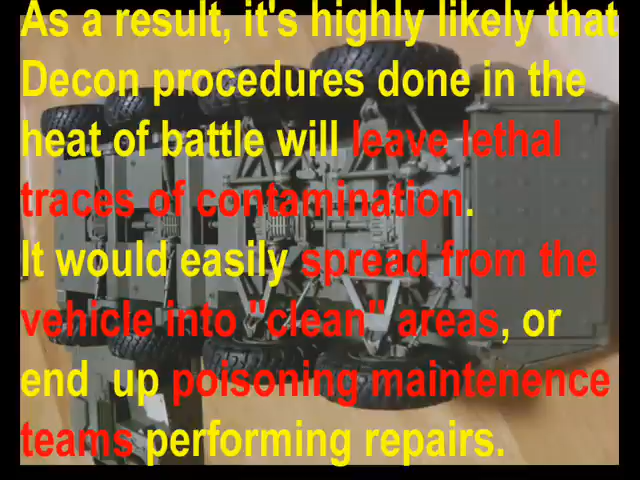 As a result, it's highly likely that
Decon procedures done in the
heat of battle will leave lethal
traces of contamination.
It would easily spread from the
vehicle into "clean" areas, or
end up poisoning maintenence
teams performing repairs.